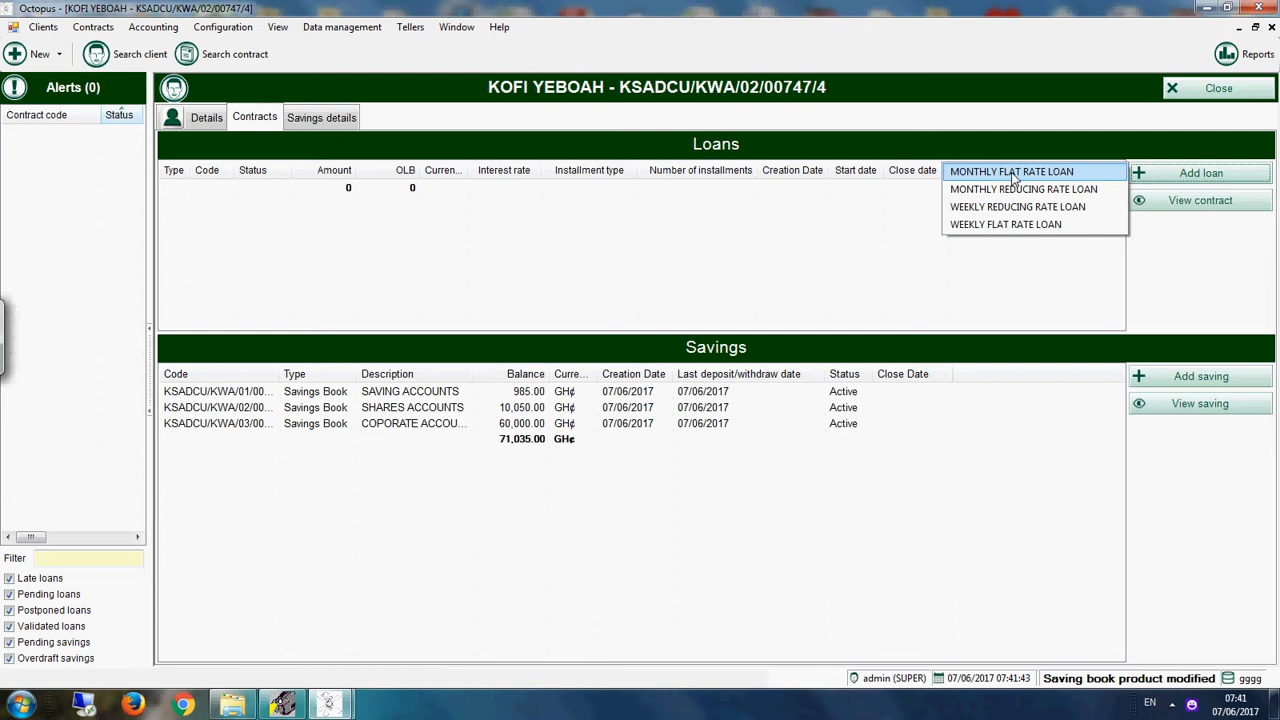 Octopus - [KOFI YEBOAH - KSADCU/KWA/02/00747/4]
Clients Contracts Accounting Configuration View Data management Tellers Window Help
New Search client Search contract Reports
Alerts (0) KOFI YEBOAH - KSADCU/KWA/02/00747/4 Close
Contract code Status Details Contracts Savings details
Loans
Type Code Status Amount OLB Curren... Interest rate Installment type Number of installments Creation Date Start date Close date MONTHLY FLAT RATE LOAN Add loan
0 0 MONTHLY REDUCING RATE LOAN
WEEKLY REDUCING RATE LOAN View contract
WEEKLY FLAT RATE LOAN
Savings
Code Type Description Balance Curre... Creation Date Last deposit/withdraw date Status Close Date Add saving
KSADCU/KWA/01/00... Savings Book SAVING ACCOUNTS 985.00 GH¢ 07/06/2017 07/06/2017 Active
KSADCU/KWA/02/00... Savings Book SHARES ACCOUNTS 10,050.00 GH¢ 07/06/2017 07/06/2017 Active View saving
KSADCU/KWA/03/00... Savings Book COPORATE ACCOU... 60,000.00 GH¢ 07/06/2017 07/06/2017 Active
71,035.00 GH¢
Filter
Late loans
Pending loans
Postponed loans
Validated loans
Pending savings
Overdraft savings
admin (SUPER) 07/06/2017 07:41:43 Saving book product modified gggg
EN 07:41
07/06/2017